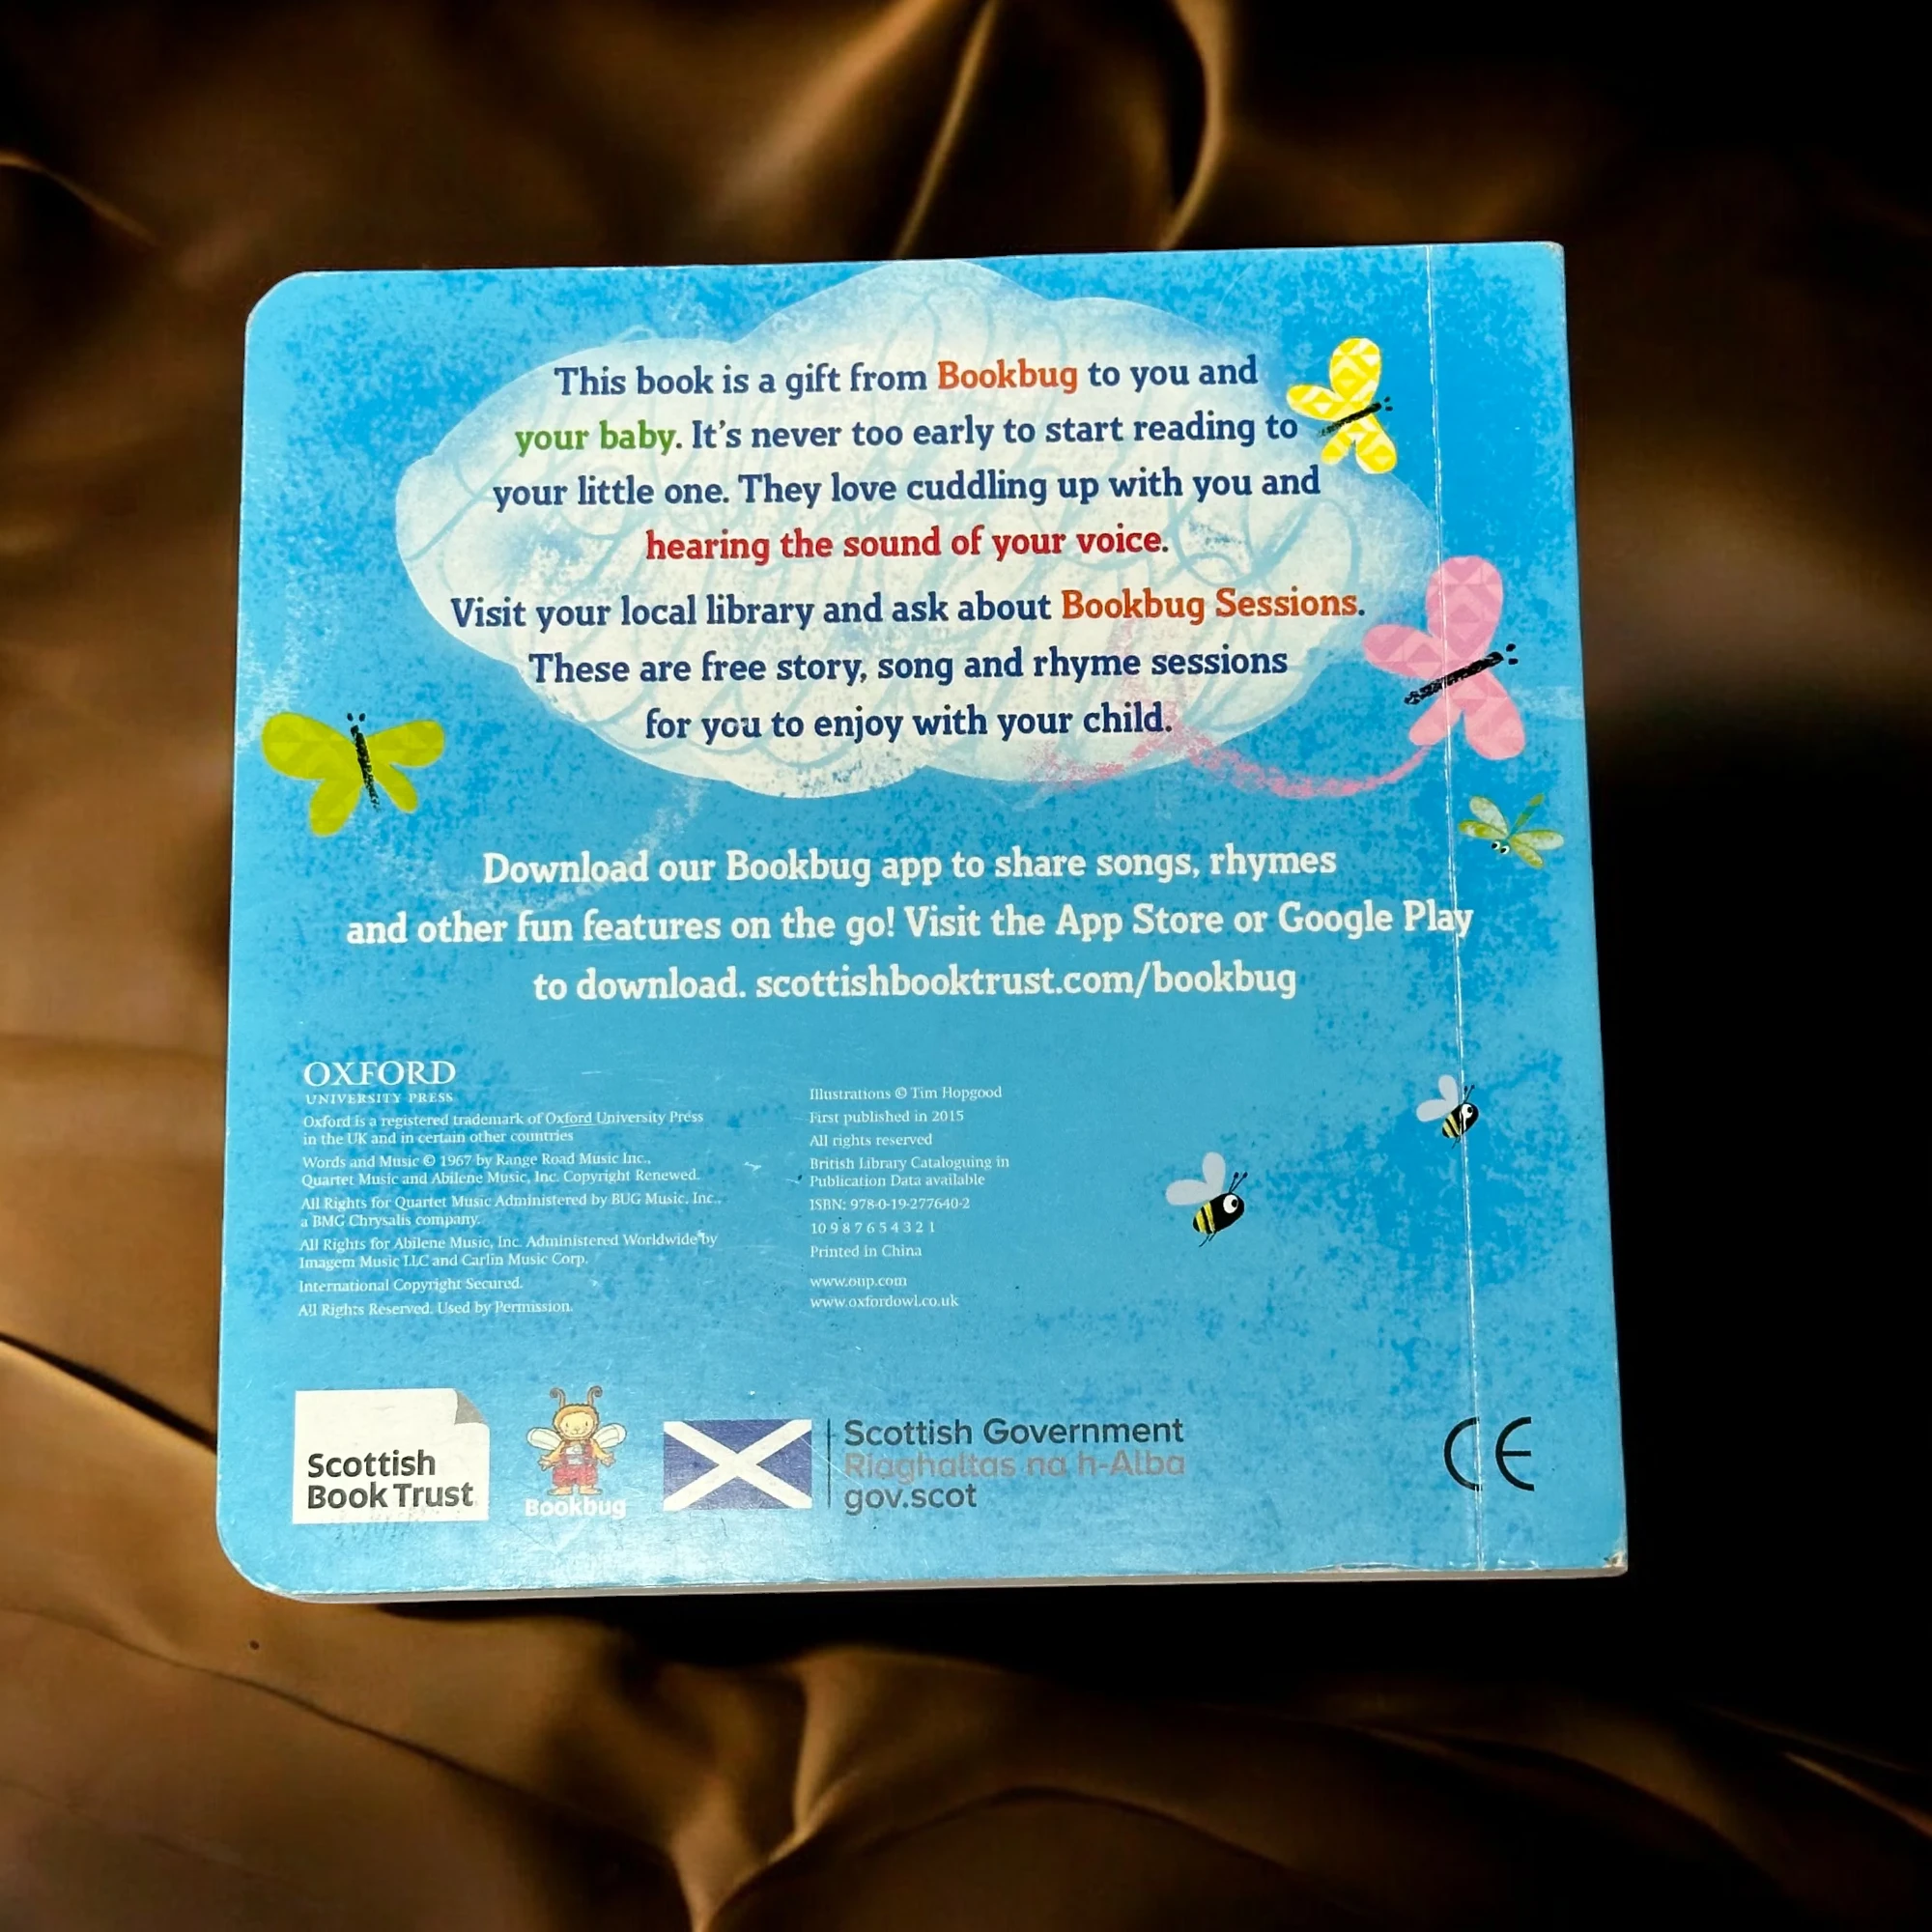 This book is a gift from Bookbug to you and
your baby. It's never too early to start reading to
your little one. They love cuddling up with you and
hearing the sound of your voice.
Visit your local library and ask about Bookbug Sessions.
These are free story, song and rhyme sessions
for you to enjoy with your child.
Download our Bookbug app to share songs, rhymes
and other fun features on the go! Visit the App Store or Google Play
to download. scottishbooktrust.com/bookbug
OXFORD
UNIVERSITY PRESS
Oxford is a registered trademark of Oxford University Press
in the UK and in certain other countries
Words and Music © 1967 by Range Road Music Inc.,
Quartet Music and Abilene Music, Inc. Copyright Renewed.
All Rights for Quartet Music Administered by BUG Music, Inc.,
a BMG Chrysalis company.
All Rights for Abilene Music, Inc. Administered Worldwide by
Imagem Music LLC and Carlin Music Corp.
International Copyright Secured.
All Rights Reserved. Used by Permission.
Illustrations © Tim Hopgood
First published in 2015
All rights reserved
British Library Cataloguing in
Publication Data available
ISBN: 978-0-19-277640-2
10 9 8 7 6 5 4 3 2 1
Printed in China
www.oup.com
www.oxfordowl.co.uk
Scottish
Book Trust
Bookbug
Scottish Government
Riaghaltas na h-Alba
gov.scot
CE